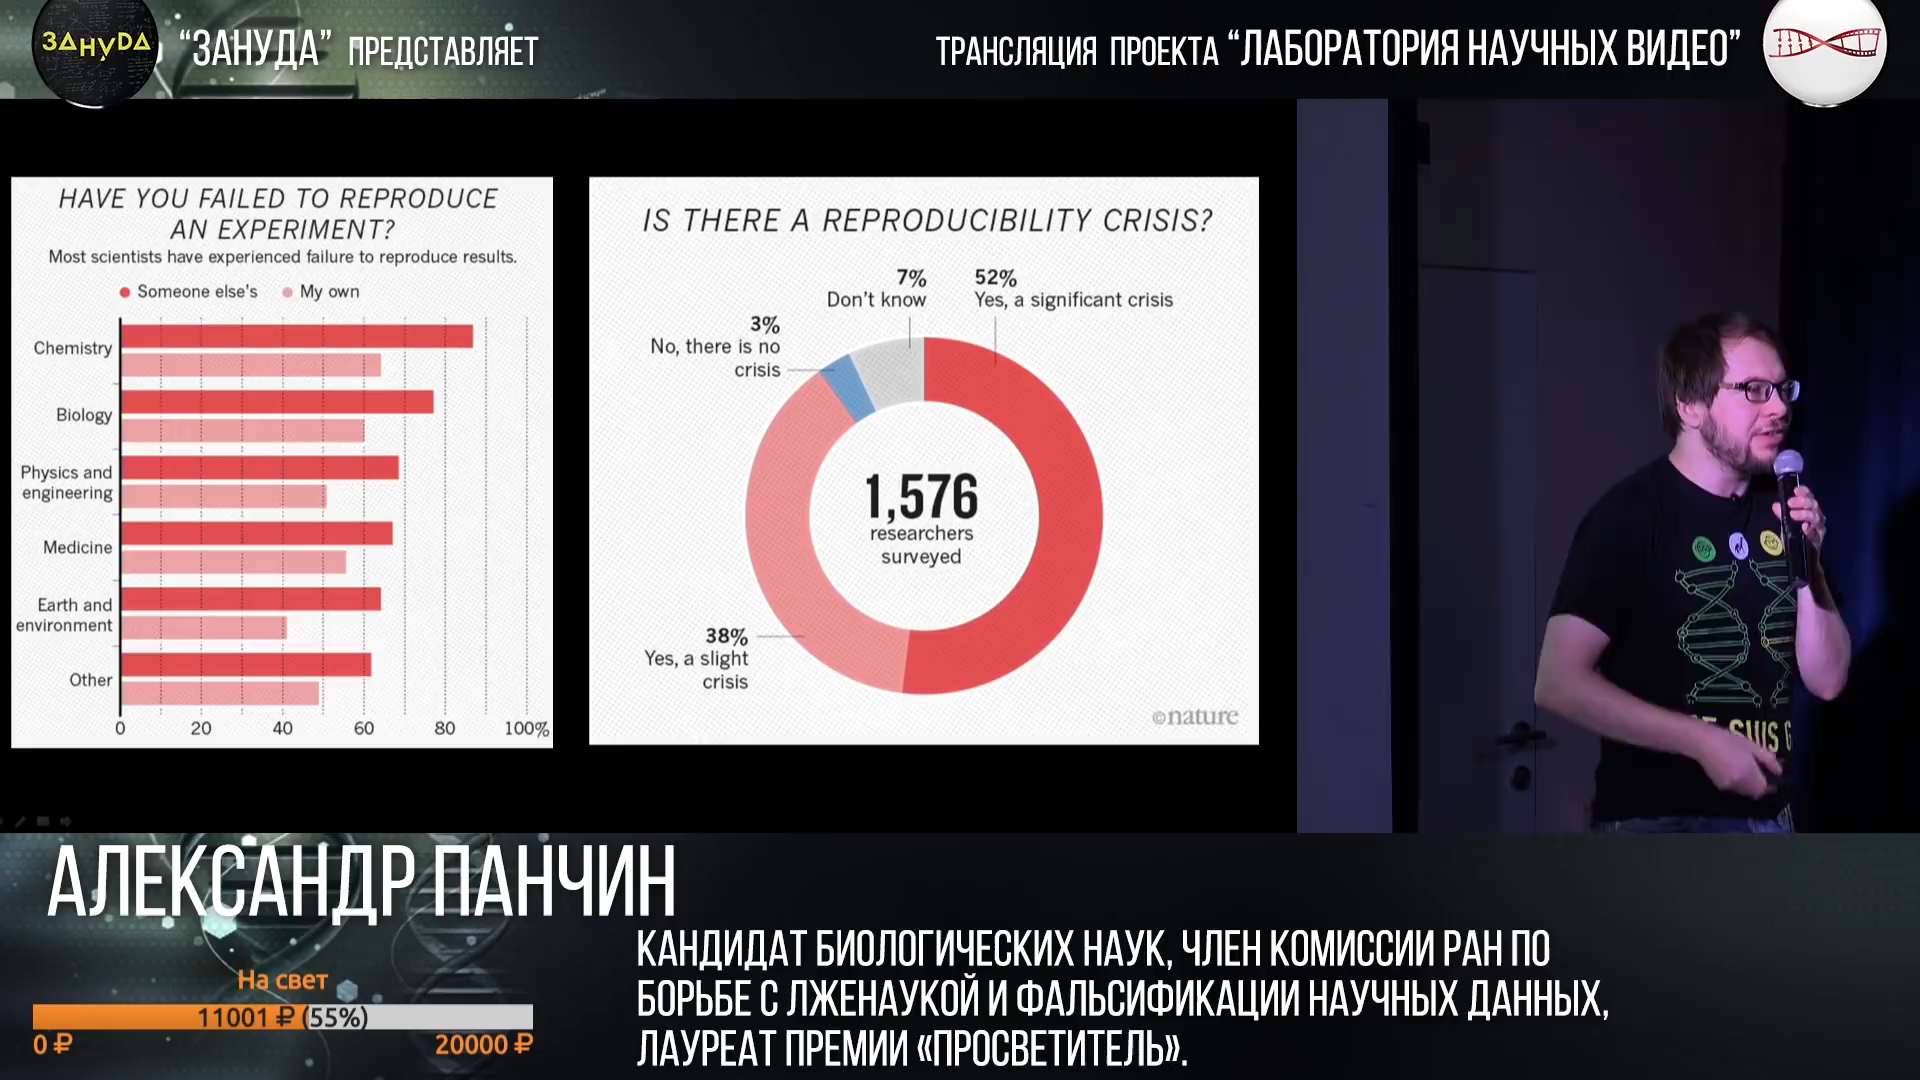 ЗАНУДА
“ЗАНУДА” ПРЕДСТАВЛЯЕТ
ТРАНСЛЯЦИЯ ПРОЕКТА “ЛАБОРАТОРИЯ НАУЧНЫХ ВИДЕО”
HAVE YOU FAILED TO REPRODUCE
AN EXPERIMENT?
Most scientists have experienced failure to reproduce results.
Someone else's My own
Chemistry
Biology
Physics and
engineering
Medicine
Earth and
environment
Other
0 20 40 60 80 100%
IS THERE A REPRODUCIBILITY CRISIS?
7%
Don't know
52%
Yes, a significant crisis
3%
No, there is no
crisis
1,576
researchers
surveyed
38%
Yes, a slight
crisis
©nature
SUIS G
АЛЕКСАНДР ПАНЧИН
КАНДИДАТ БИОЛОГИЧЕСКИХ НАУК, ЧЛЕН КОМИССИИ РАН ПО
БОРЬБЕ С ЛЖЕНАУКОЙ И ФАЛЬСИФИКАЦИИ НАУЧНЫХ ДАННЫХ,
ЛАУРЕАТ ПРЕМИИ «ПРОСВЕТИТЕЛЬ».
На свет
11001 ₽ (55%)
0 ₽ 20000 ₽